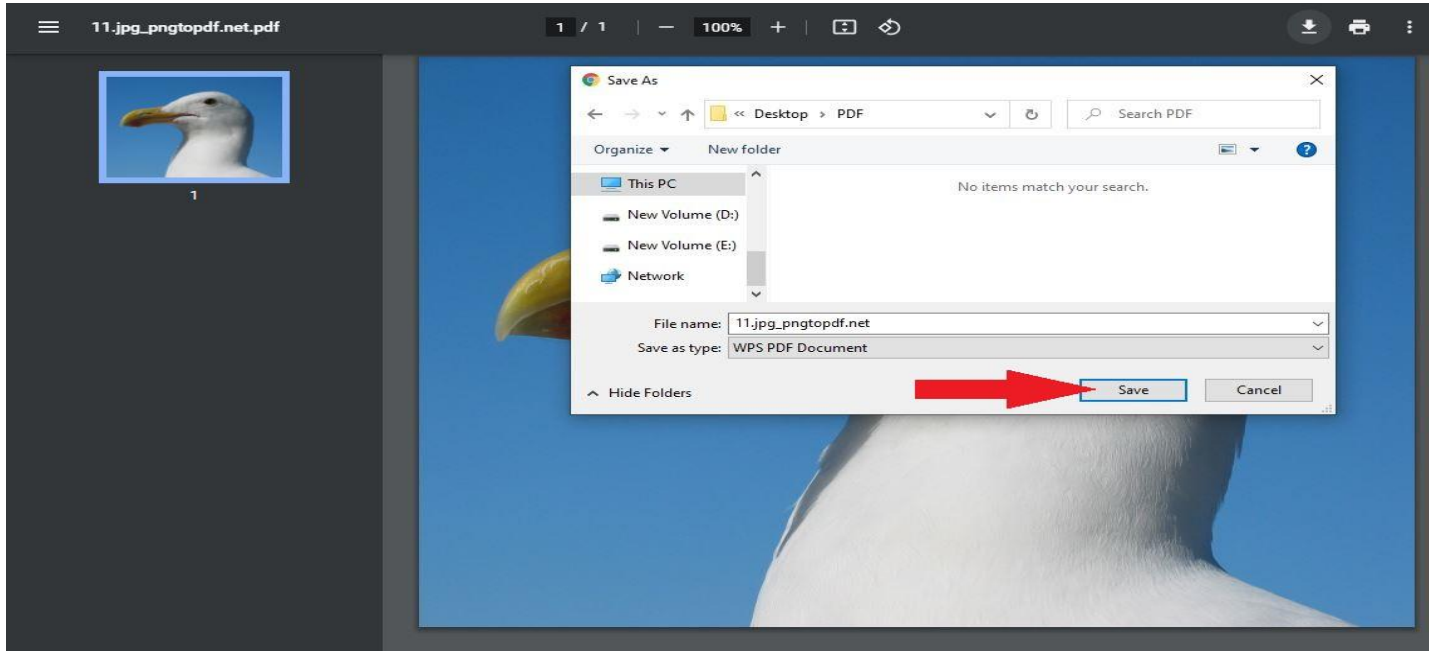 11.jpg_pngtopdf.net.pdf
1 / 1 | — 100% + |
1
Save As
« Desktop › PDF
Search PDF
Organize
New folder
This PC
New Volume (D:)
New Volume (E:)
Network
No items match your search.
File name: 11.jpg_pngtopdf.net
Save as type: WPS PDF Document
Hide Folders
Save
Cancel